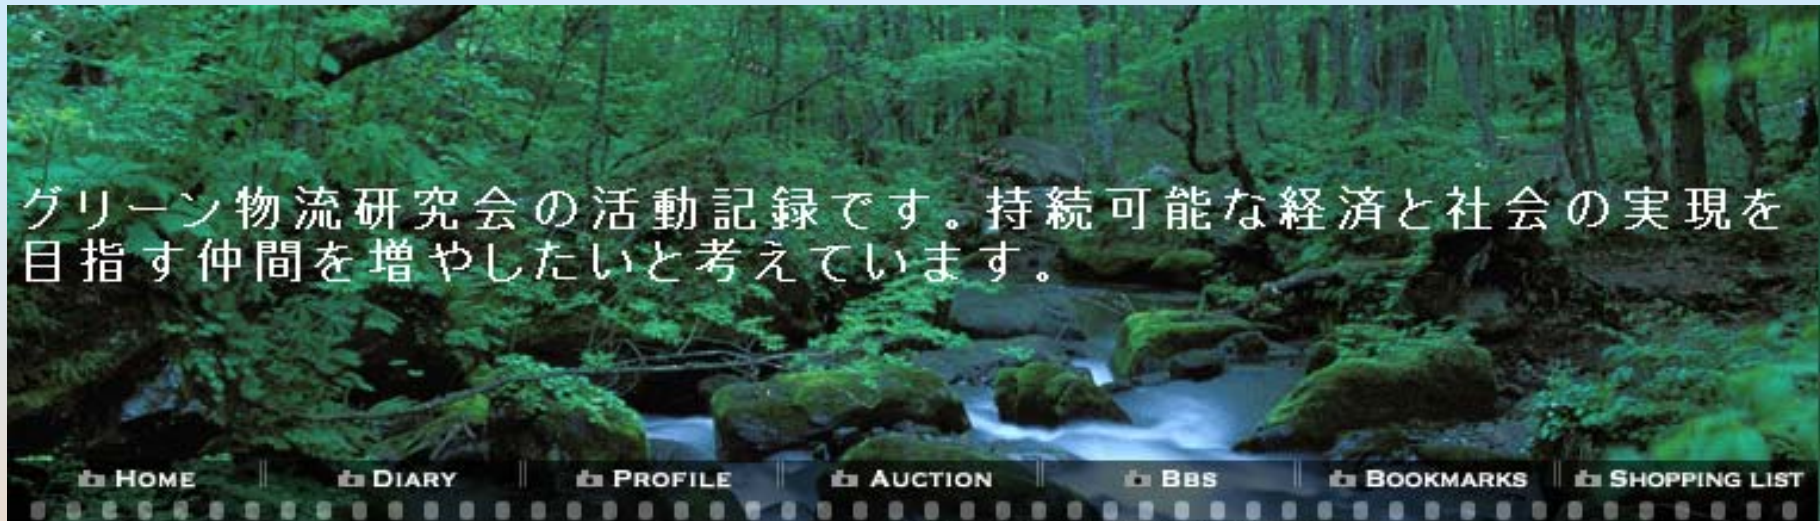 グリーン物流研究会の活動記録です。持続可能な経済と社会の実現を
目指す仲間を増やしたいと考えています。
HOME DIARY PROFILE AUCTION BBS BOOKMARKS SHOPPING LIST